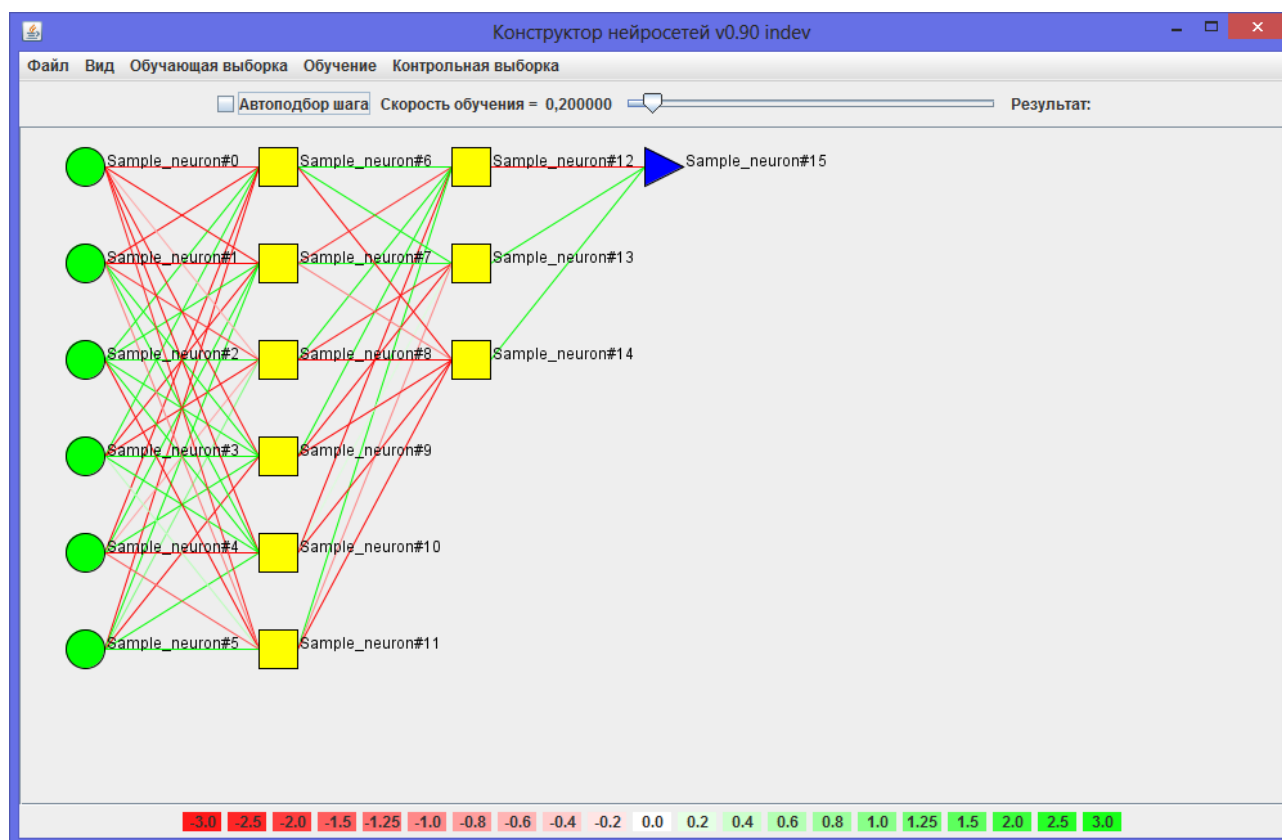 Конструктор нейросетей v0.90 indev
Файл Вид Обучающая выборка Обучение Контрольная выборка
Автоподбор шага Скорость обучения = 0,200000 Результат:
Sample_neuron#0 Sample_neuron#6 Sample_neuron#12 Sample_neuron#15
Sample_neuron#1 Sample_neuron#7 Sample_neuron#13
Sample_neuron#2 Sample_neuron#8 Sample_neuron#14
Sample_neuron#3 Sample_neuron#9
Sample_neuron#4 Sample_neuron#10
Sample_neuron#5 Sample_neuron#11
-3.0 -2.5 -2.0 -1.5 -1.25 -1.0 -0.8 -0.6 -0.4 -0.2 0.0 0.2 0.4 0.6 0.8 1.0 1.25 1.5 2.0 2.5 3.0